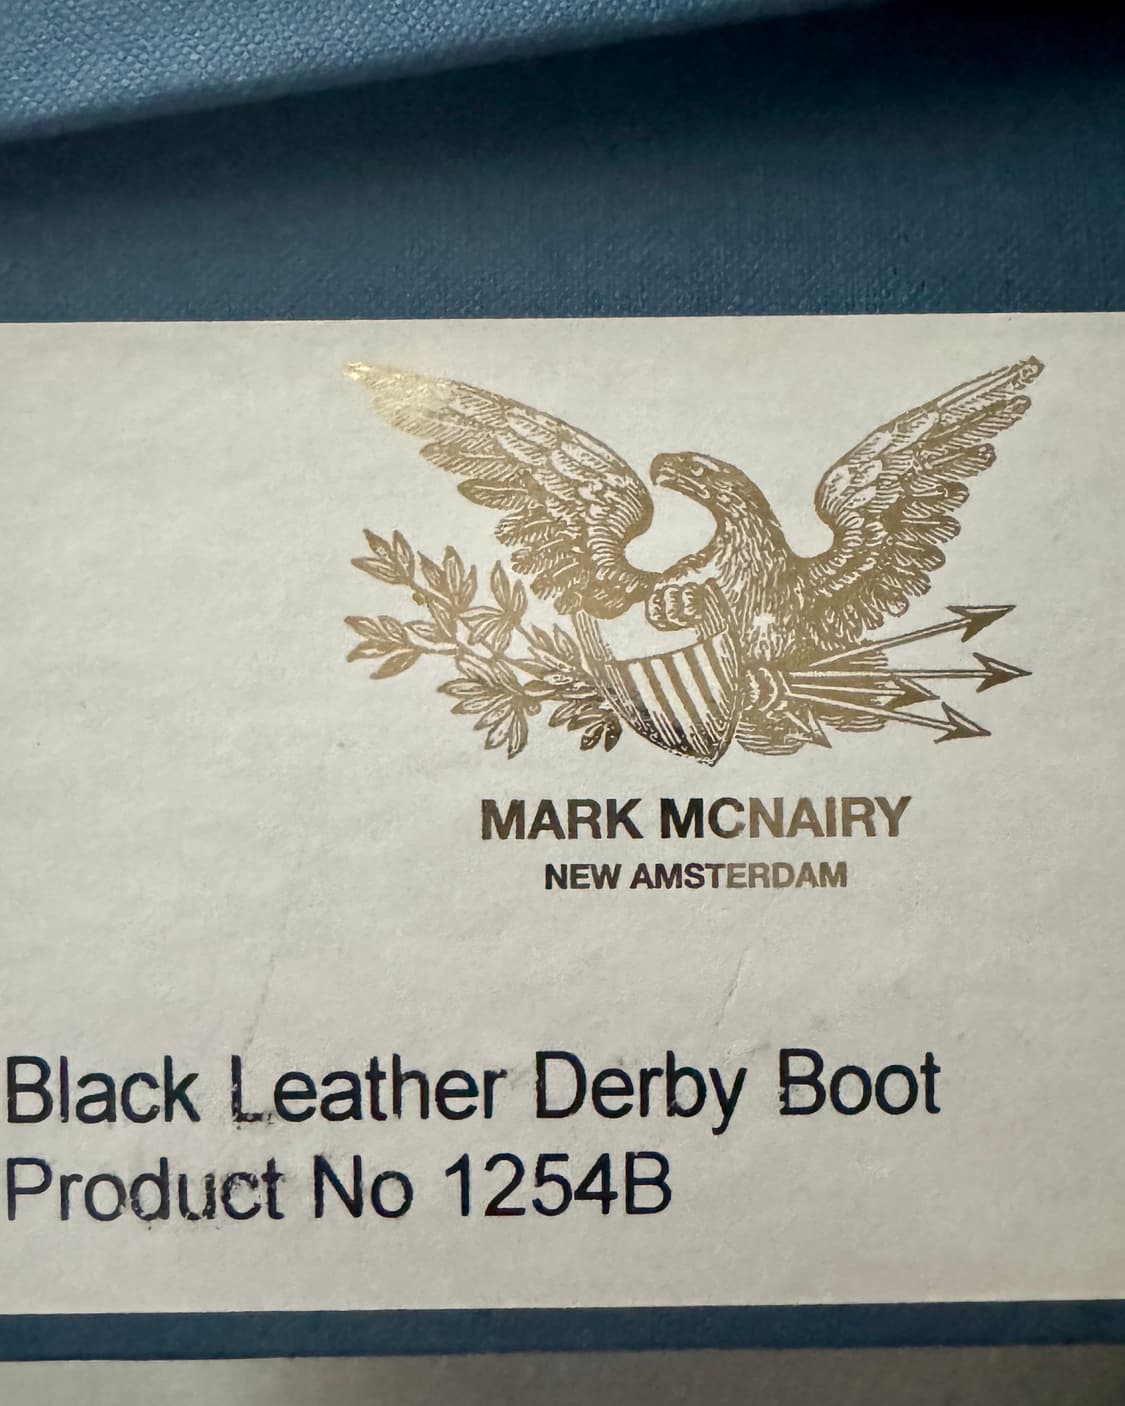 MARK MCNAIRY
NEW AMSTERDAM
Black Leather Derby Boot
Product No 1254B